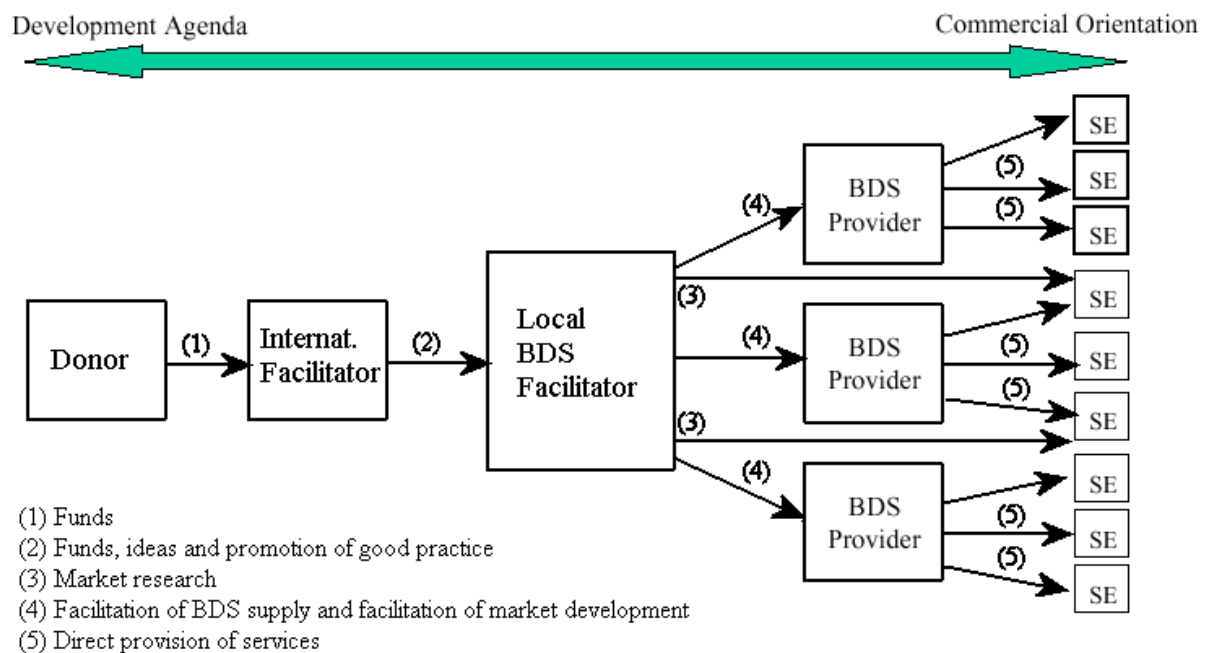 Development Agenda
Commercial Orientation
Donor
(1)
Internat.
Facilitator
(2)
Local
BDS
Facilitator
(4)
(3)
(4)
(3)
(4)
BDS
Provider
(5)
(5)
BDS
Provider
(5)
(5)
BDS
Provider
(5)
(5)
SE
SE
SE
SE
SE
SE
SE
SE
SE
(1) Funds
(2) Funds, ideas and promotion of good practice
(3) Market research
(4) Facilitation of BDS supply and facilitation of market development
(5) Direct provision of services